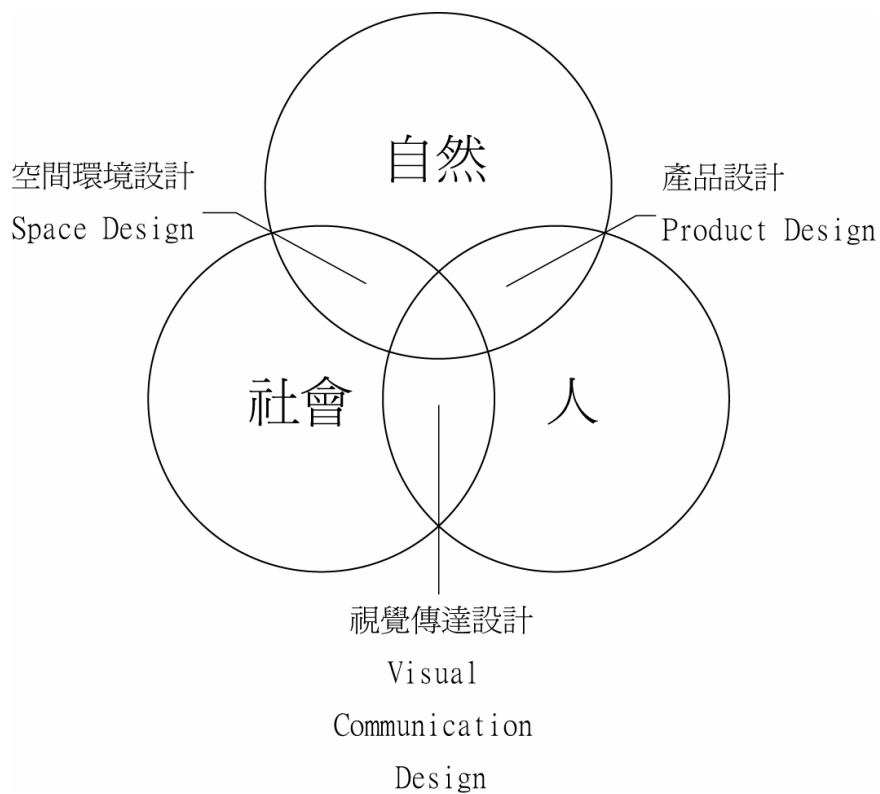 自然
空間環境設計
Space Design
產品設計
Product Design
社會
人
視覺傳達設計
Visual
Communication
Design